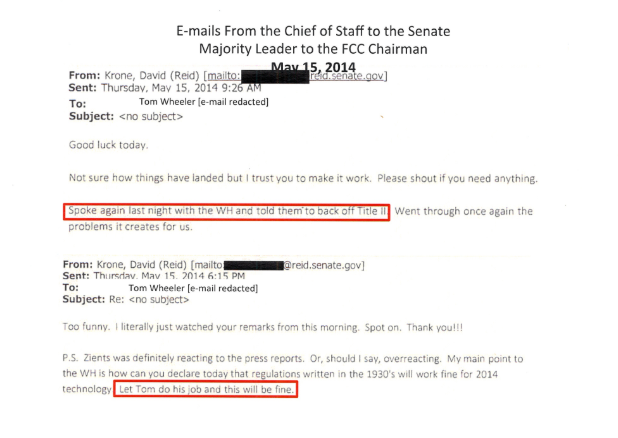 E-mails From the Chief of Staff to the Senate
Majority Leader to the FCC Chairman
May 15, 2014
From: Krone, David (Reid) [mailto: reid.senate.gov]
Sent: Thursday, May 15, 2014 9:26 AM
To: Tom Wheeler [e-mail redacted]
Subject: <no subject>
Good luck today.
Not sure how things have landed but I trust you to make it work. Please shout if you need anything.
Spoke again last night with the WH and told them to back off Title II. Went through once again the
problems it creates for us.
From: Krone, David (Reid) [mailto: @reid.senate.gov]
Sent: Thursday, May 15, 2014 6:15 PM
To: Tom Wheeler [e-mail redacted]
Subject: Re: <no subject>
Too funny. I literally just watched your remarks from this morning. Spot on. Thank you!!!
P.S. Zients was definitely reacting to the press reports. Or, should I say, overreacting. My main point to
the WH is how can you declare today that regulations written in the 1930's will work fine for 2014
technology. Let Tom do his job and this will be fine.